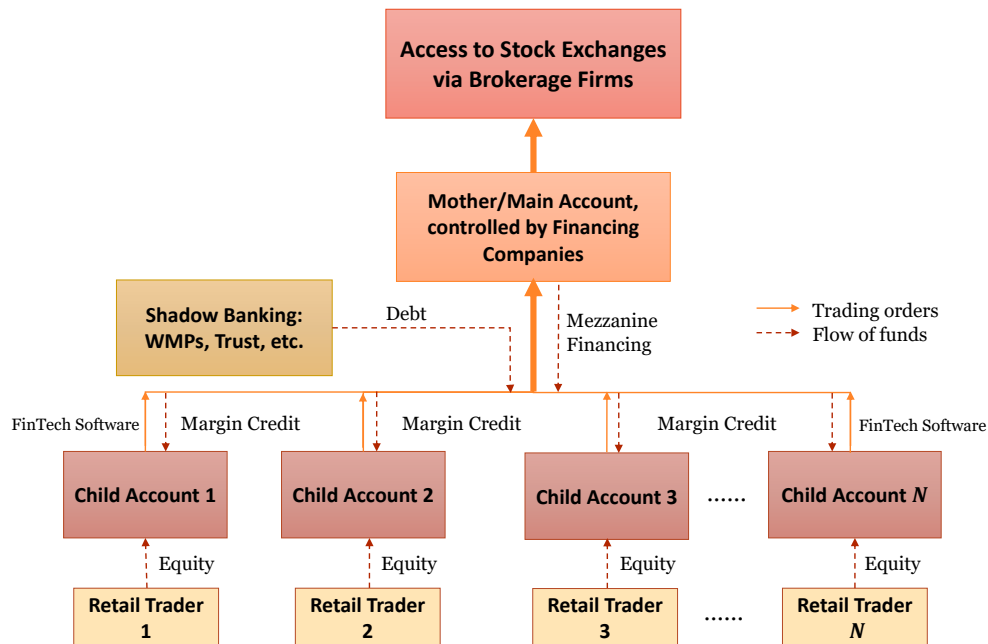 Access to Stock Exchanges
via Brokerage Firms
Mother/Main Account,
controlled by Financing
Companies
Shadow Banking:
WMPs, Trust, etc.
Debt
Mezzanine
Financing
Trading orders
Flow of funds
FinTech Software
Margin Credit
Margin Credit
Margin Credit
FinTech Software
Child Account 1
Child Account 2
Child Account 3
......
Child Account N
Equity
Equity
Equity
Equity
Retail Trader
1
Retail Trader
2
Retail Trader
3
......
Retail Trader
N